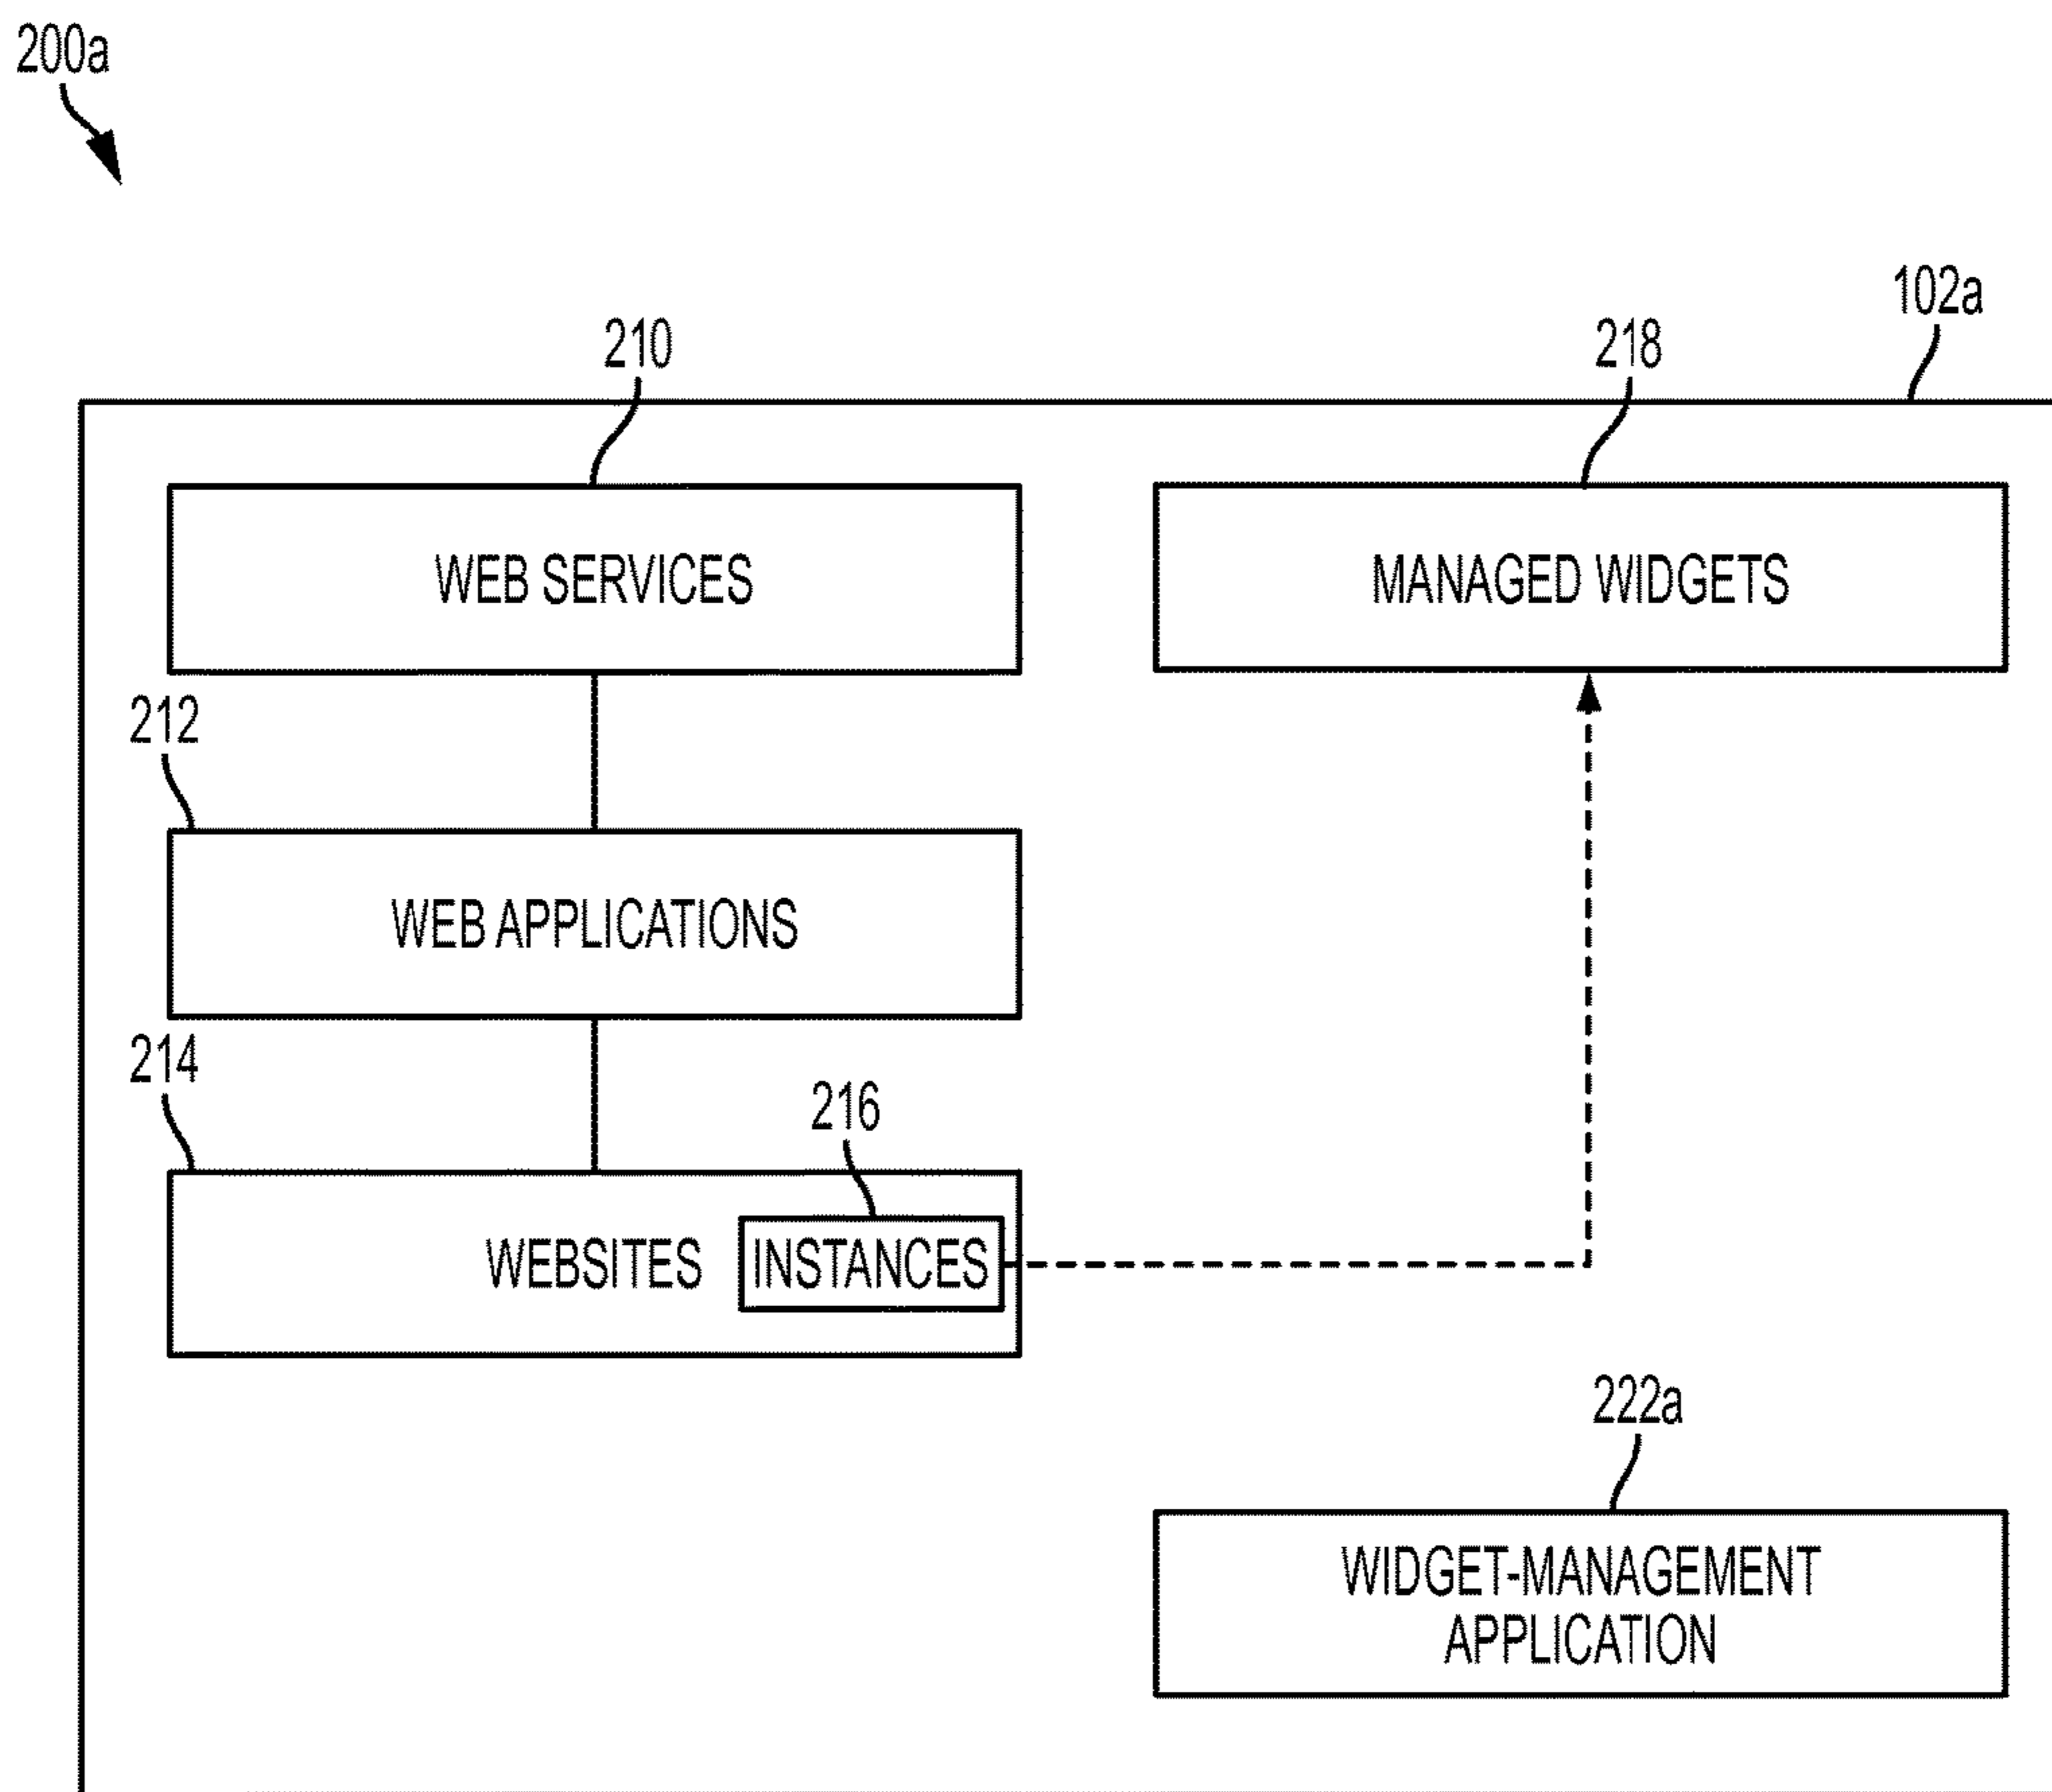 200a
102a
210
218
WEB SERVICES
MANAGED WIDGETS
212
WEB APPLICATIONS
214
216
WEBSITES
INSTANCES
222a
WIDGET-MANAGEMENT
APPLICATION